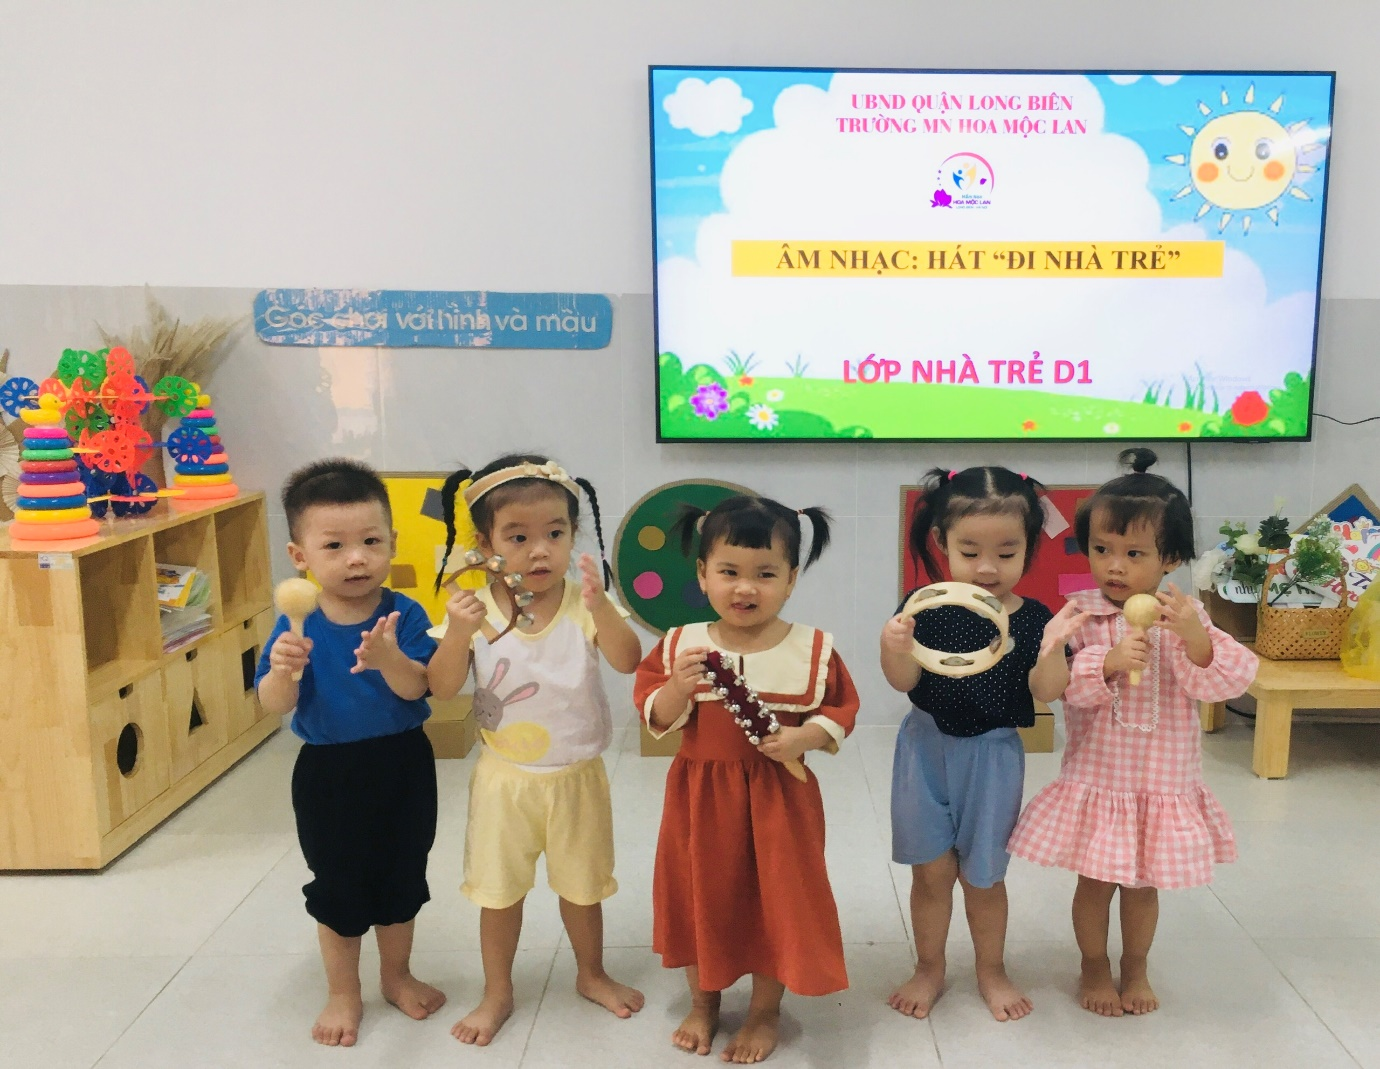 UBND QUẬN LONG BIÊN
TRƯỜNG MN HOA MỘC LAN
HOA MỘC LAN
ÂM NHẠC: HÁT “ĐI NHÀ TRẺ”
LỚP NHÀ TRẺ D1
Góc chơi với hình và mầu